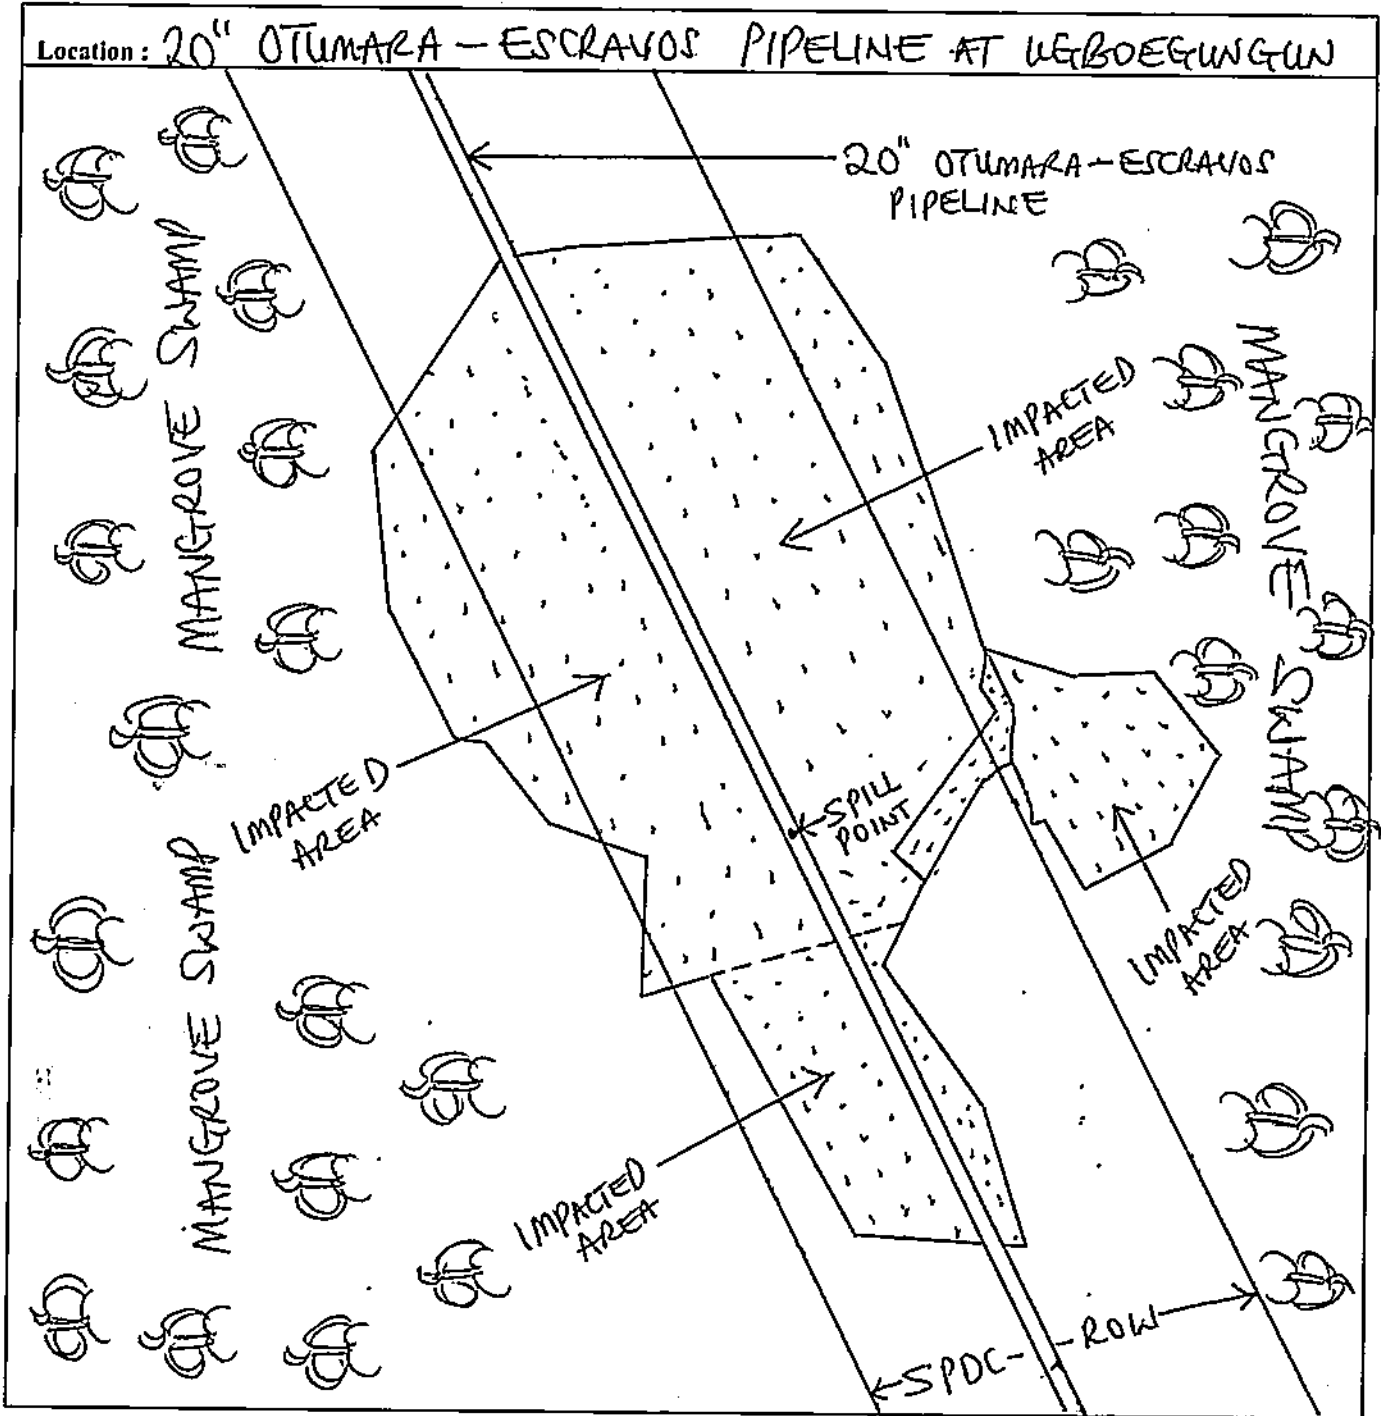 Location : 20" OTUMARA - ESCRAVOS PIPELINE AT UGBOEGUNGUN
20" OTUMARA - ESCRAVOS
PIPELINE
MANGROVE SWAMP
MANGROVE SWAMP
IMPACTED
AREA
IMPACTED
AREA
SPILL
POINT
IMPACTED
AREA
MANGROVE SWAMP
IMPACTED
AREA
SPDC - ROW